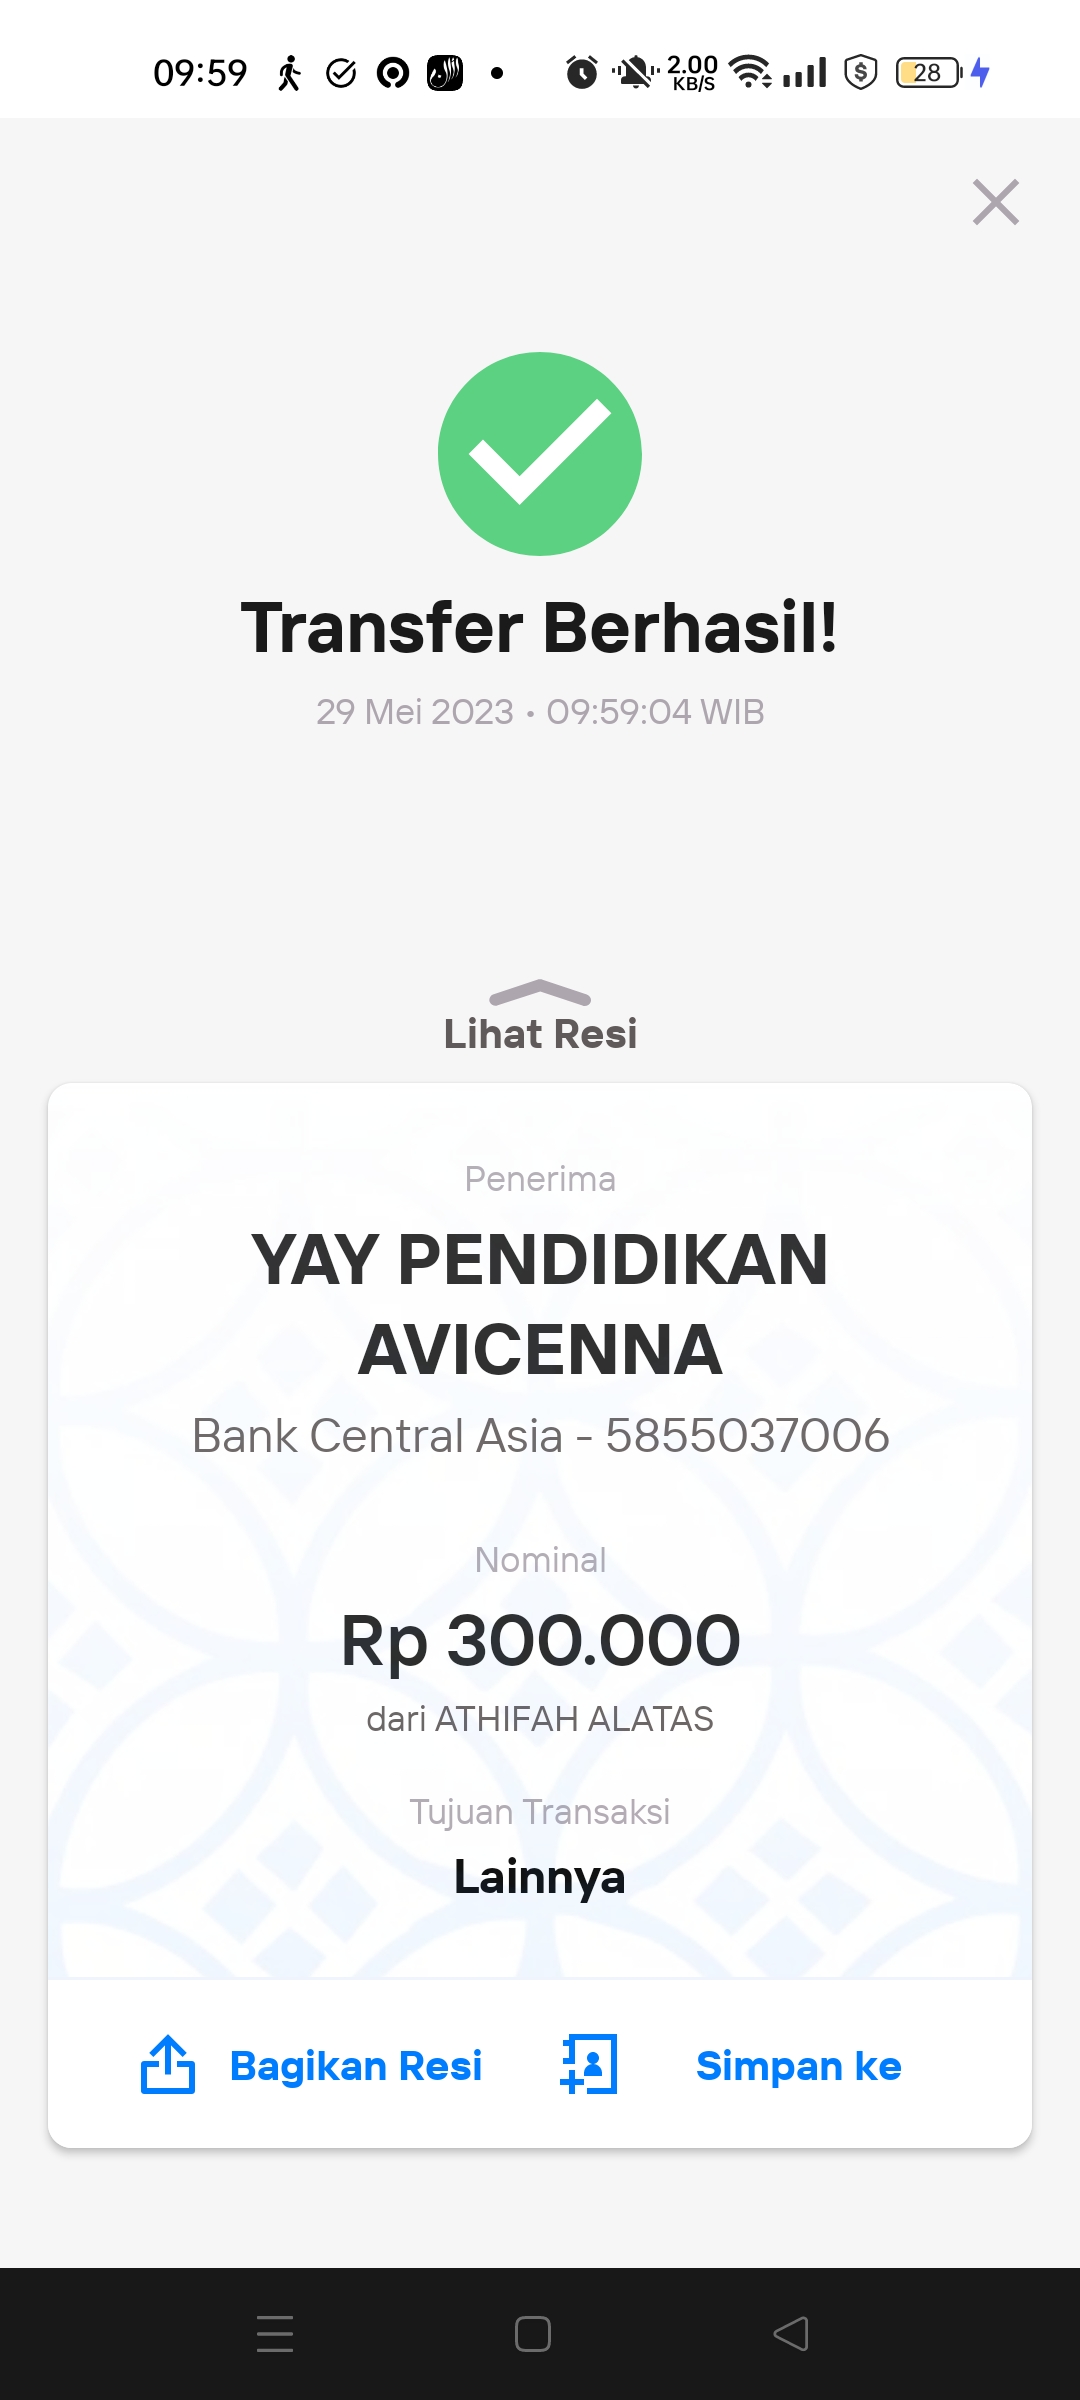 09:59
2.00
KB/S
28
Transfer Berhasil!
29 Mei 2023 • 09:59:04 WIB
Lihat Resi
Penerima
YAY PENDIDIKAN
AVICENNA
Bank Central Asia - 5855037006
Nominal
Rp 300.000
dari ATHIFAH ALATAS
Tujuan Transaksi
Lainnya
Bagikan Resi
Simpan ke